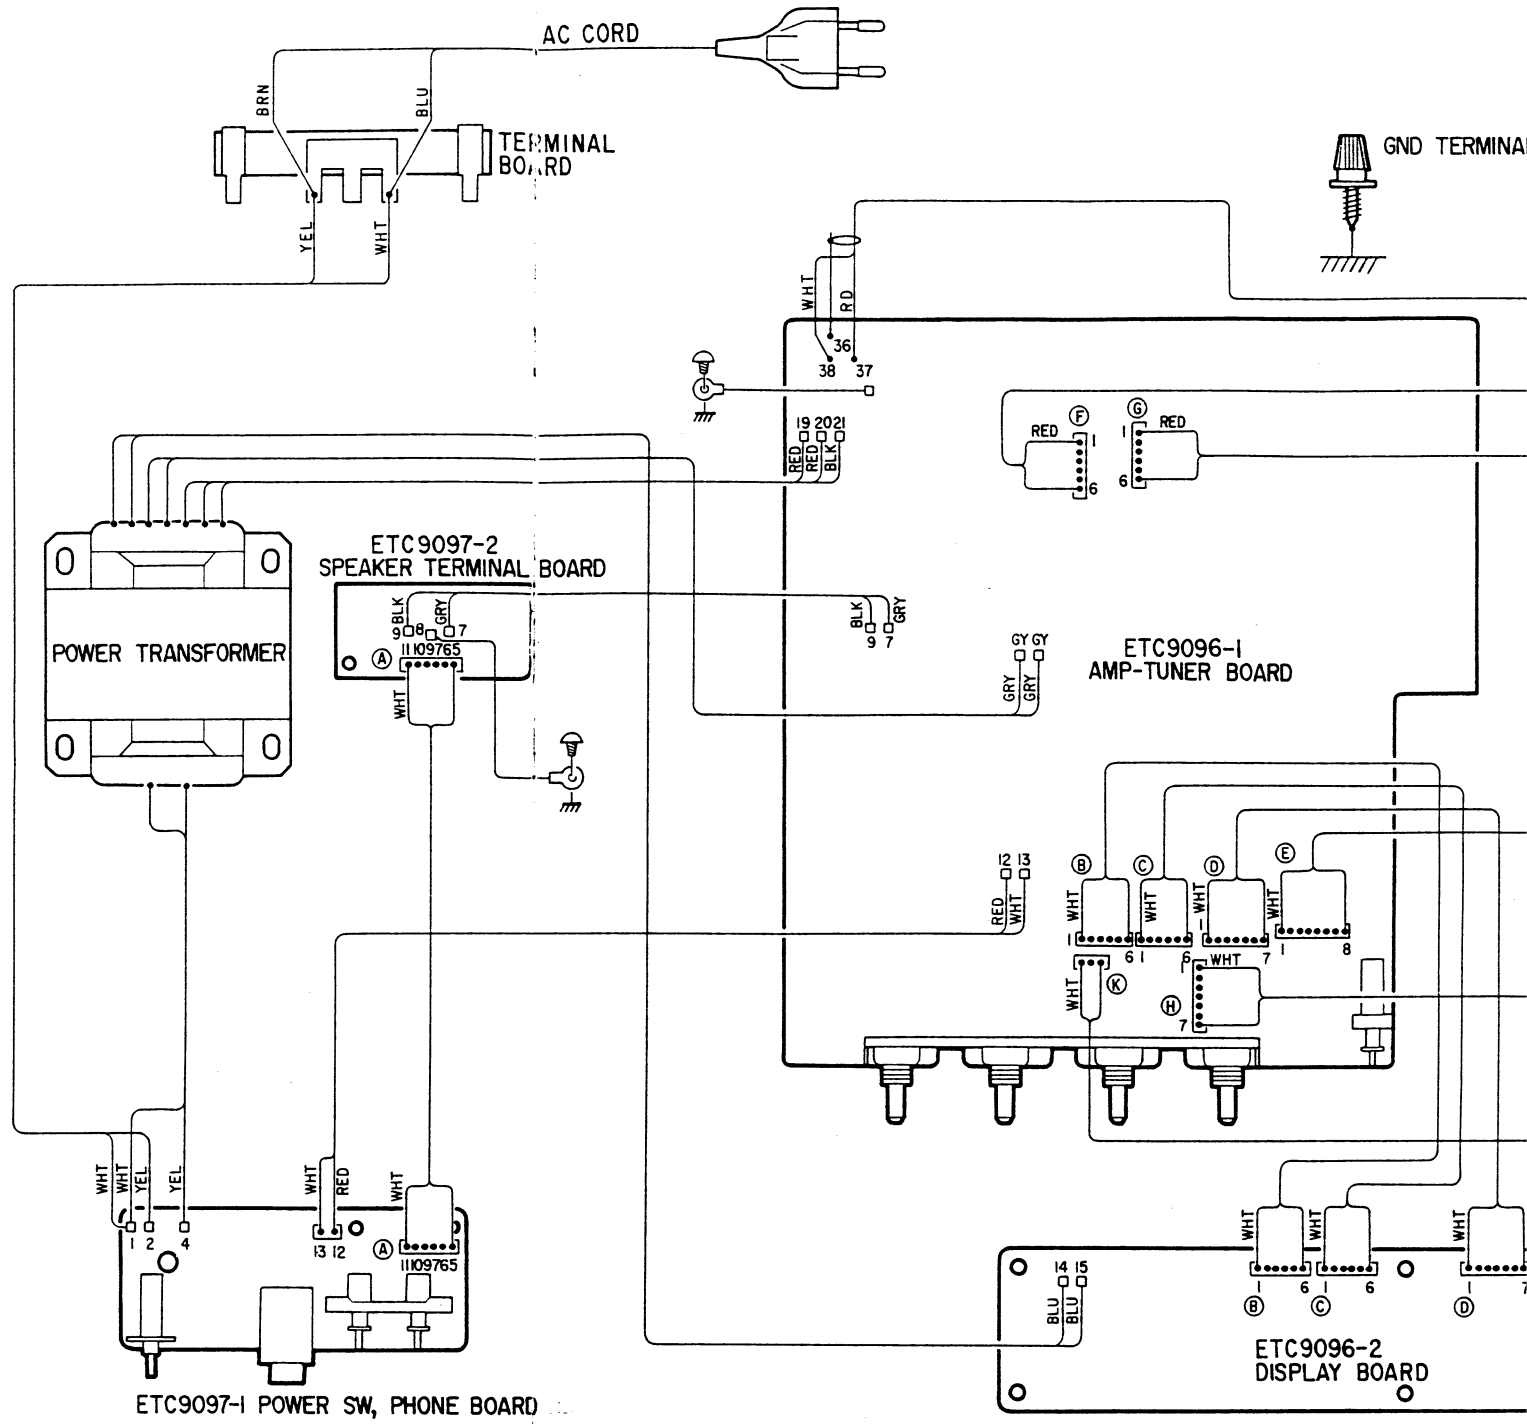 AC CORD
BRN
BLU
TERMINAL
BOARD
GND TERMINA
YEL
WHT
WHT
RD
36
38
37
19 20 21
RED
RED
BLK
F
G
RED
1
6
1
RED
6
ETC9097-2
SPEAKER TERMINAL BOARD
BLK
GRY
9
8
7
A
11 10 9 7 6 5
WHT
POWER TRANSFORMER
BLK
GRY
9 7
GY GY
GRY
GRY
ETC9096-1
AMP-TUNER BOARD
12 13
RED
WHT
B
C
D
E
WHT
WHT
WHT
WHT
1
6
1
6
1
7
1
8
WHT
K
1
WHT
H
7
WHT
WHT
YEL
YEL
WHT
RED
WHT
1 2 4
13 12
A
11 10 9 7 6 5
WHT
WHT
WHT
14 15
BLU
BLU
1
6
1
6
1
7
B
C
D
ETC9096-2
DISPLAY BOARD
ETC9097-1 POWER SW, PHONE BOARD